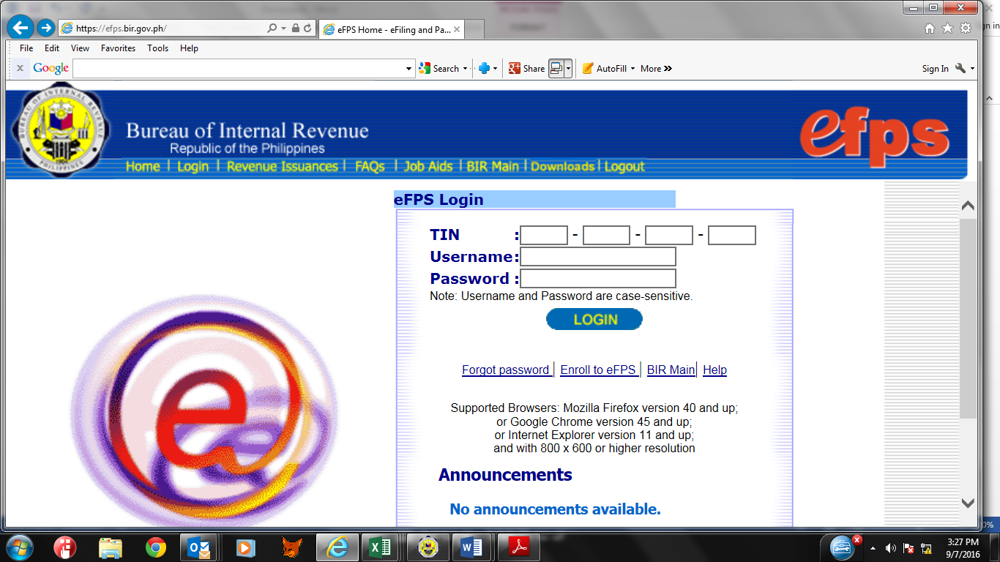 https://efps.bir.gov.ph/
eFPS Home - eFiling and Pa...
File Edit View Favorites Tools Help
x Google Search Share AutoFill More » Sign In
BUREAU OF INTERNAL REVENUE
PHILIPPINES
Bureau of Internal Revenue
Republic of the Philippines
efps
Home | Login | Revenue Issuances | FAQs | Job Aids | BIR Main | Downloads | Logout
eFPS Login
TIN : - - -
Username:
Password :
Note: Username and Password are case-sensitive.
LOGIN
Forgot password | Enroll to eFPS | BIR Main | Help
Supported Browsers: Mozilla Firefox version 40 and up;
or Google Chrome version 45 and up;
or Internet Explorer version 11 and up;
and with 800 x 600 or higher resolution
Announcements
No announcements available.
3:27 PM
9/7/2016